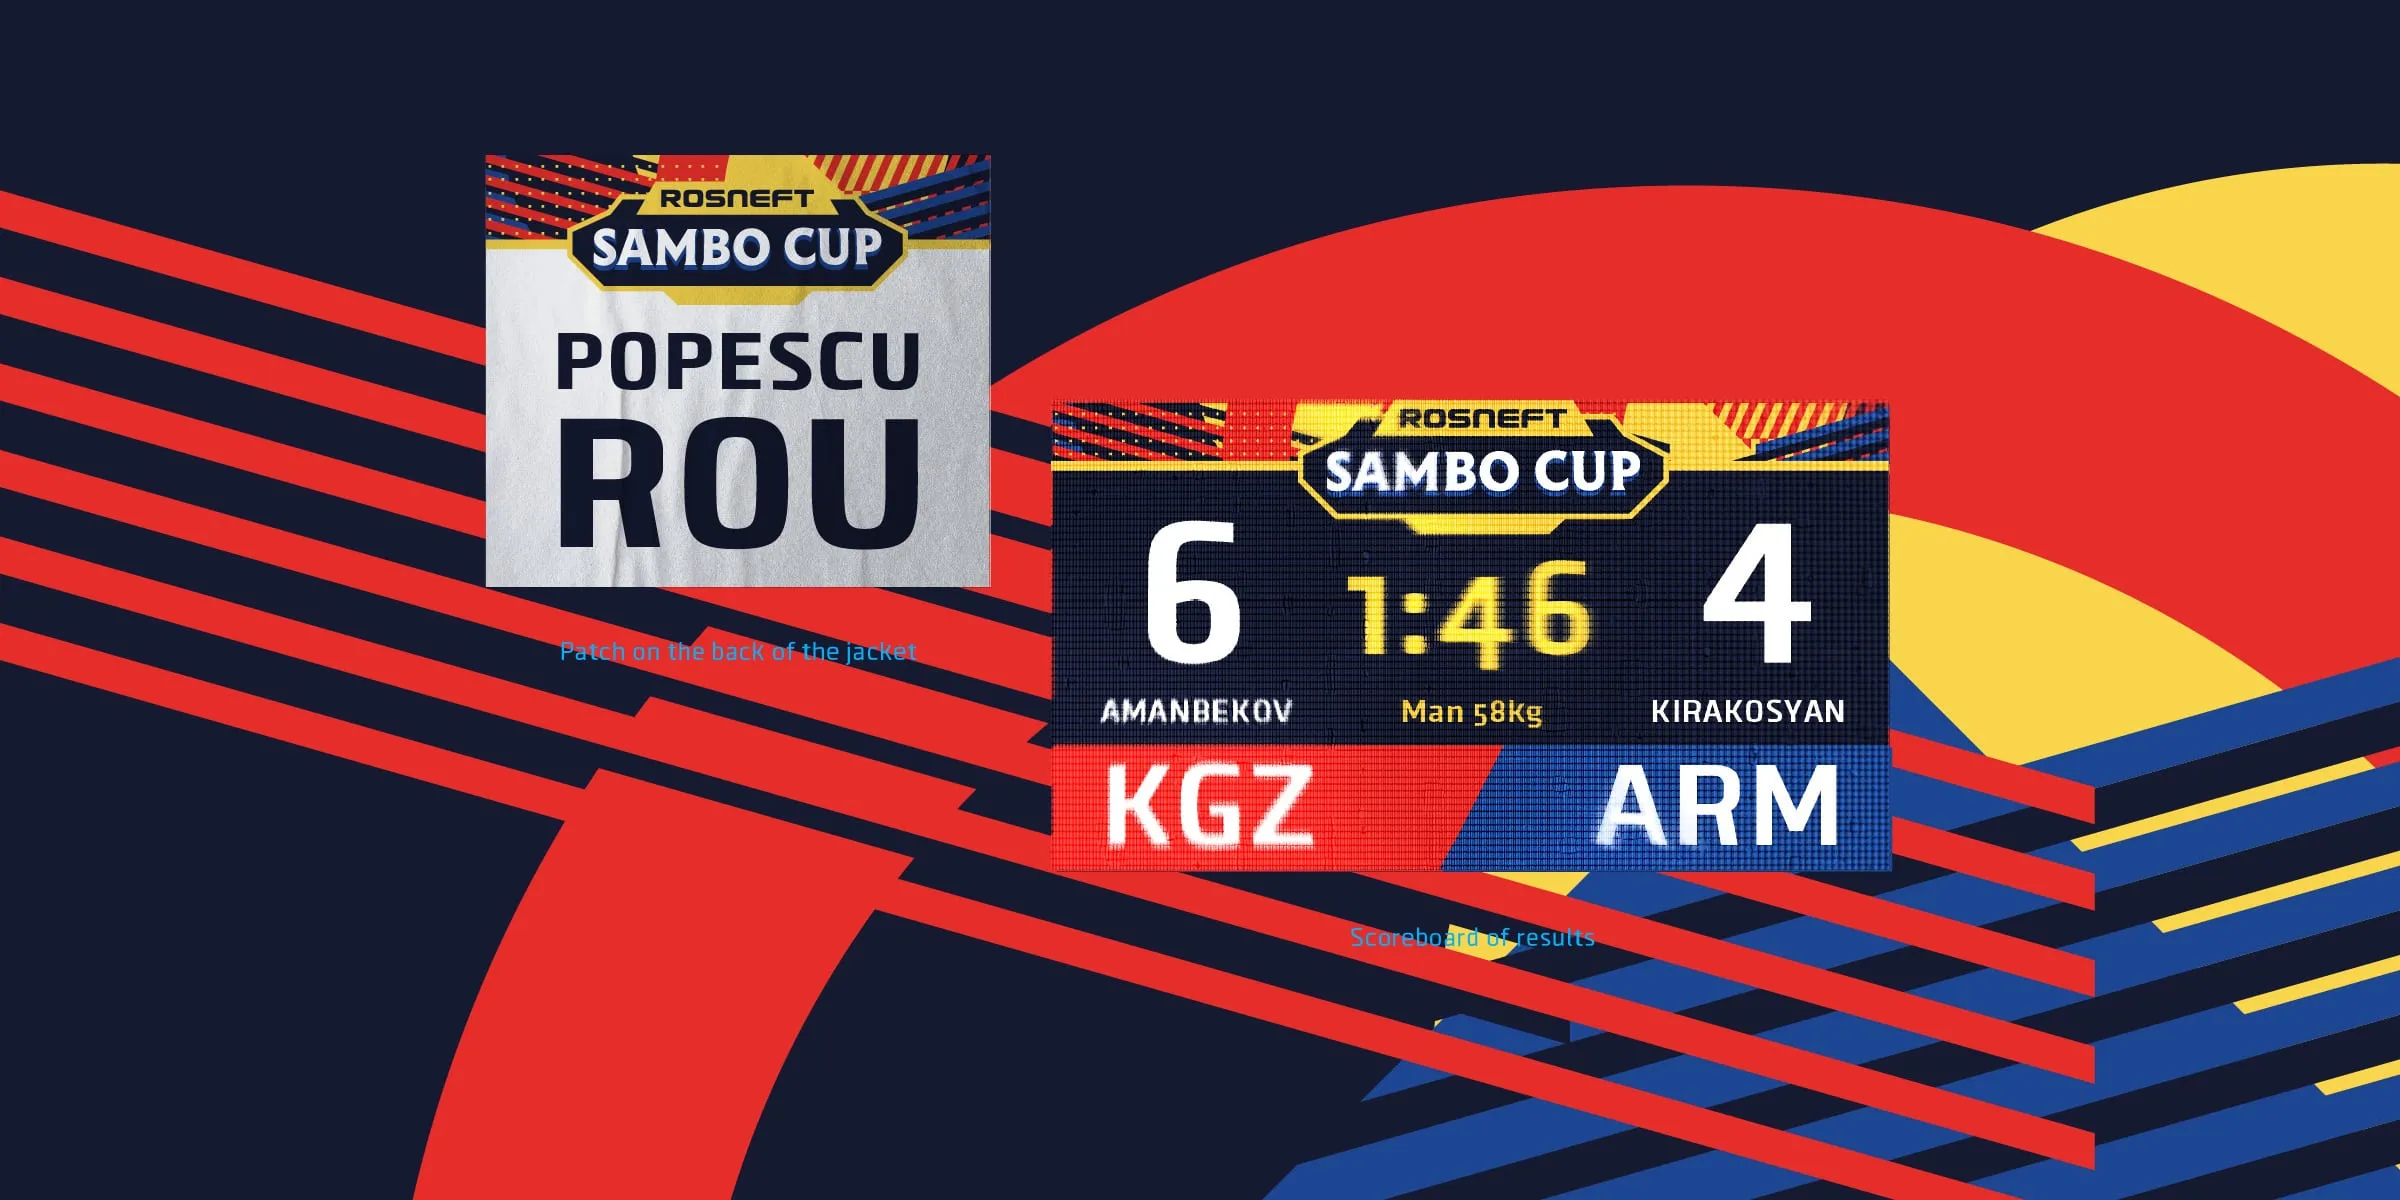 ROSNEFT
SAMBO CUP
POPESCU
ROU
Patch on the back of the jacket
ROSNEFT
SAMBO CUP
6 1:46 4
AMANBEKOV Man 58kg KIRAKOSYAN
KGZ ARM
Scoreboard of results